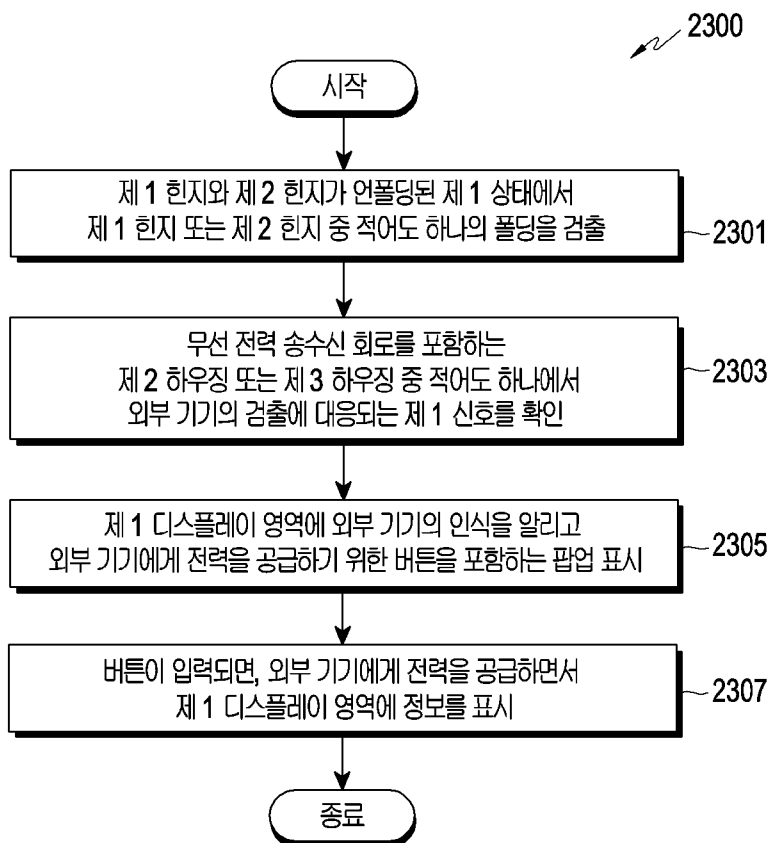 2300
시작
제 1 힌지와 제 2 힌지가 언폴딩된 제 1 상태에서
제 1 힌지 또는 제 2 힌지 중 적어도 하나의 폴딩을 검출
2301
무선 전력 송수신 회로를 포함하는
제 2 하우징 또는 제 3 하우징 중 적어도 하나에서
외부 기기의 검출에 대응되는 제 1 신호를 확인
2303
제 1 디스플레이 영역에 외부 기기의 인식을 알리고
외부 기기에게 전력을 공급하기 위한 버튼을 포함하는 팝업 표시
2305
버튼이 입력되면, 외부 기기에게 전력을 공급하면서
제 1 디스플레이 영역에 정보를 표시
2307
종료